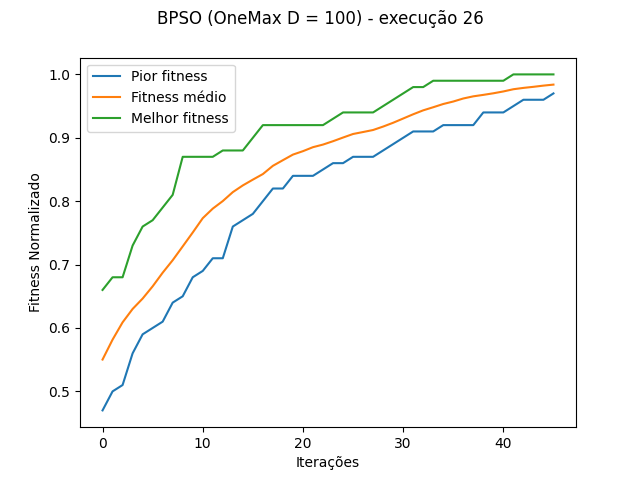 BPSO (OneMax D = 100) - execução 26
Pior fitness
Fitness médio
Melhor fitness
Fitness Normalizado
1.0
0.9
0.8
0.7
0.6
0.5
0 10 20 30 40
Iterações